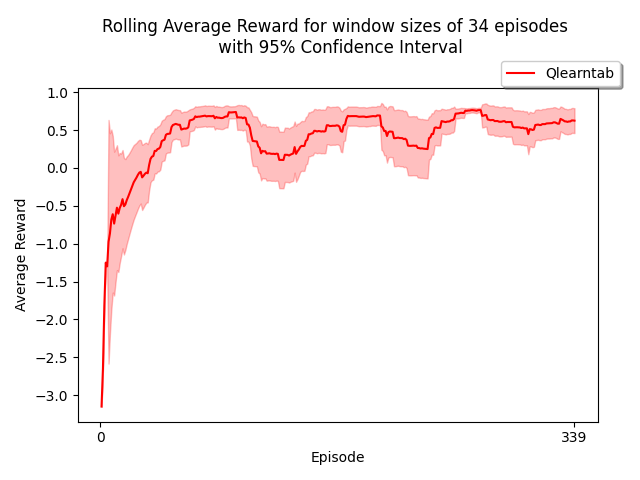 Rolling Average Reward for window sizes of 34 episodes
with 95% Confidence Interval
Qlearntab
1.0
0.5
0.0
−0.5
−1.0
−1.5
−2.0
−2.5
−3.0
Average Reward
0
339
Episode